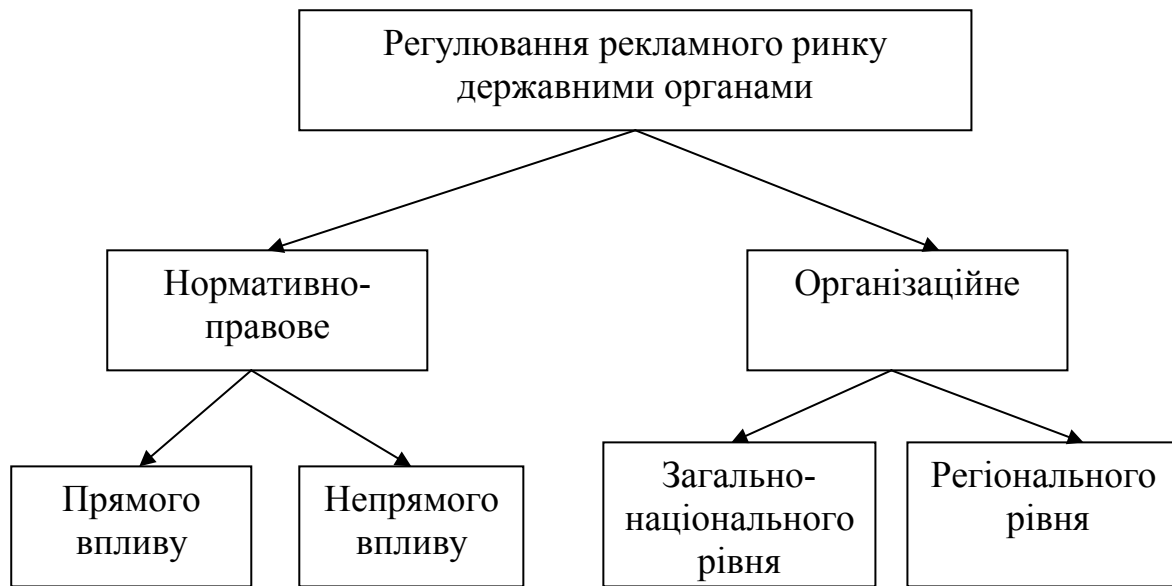 Регулювання рекламного ринку
державними органами
Нормативно-
правове
Організаційне
Прямого
впливу
Непрямого
впливу
Загально-
національного
рівня
Регіонального
рівня